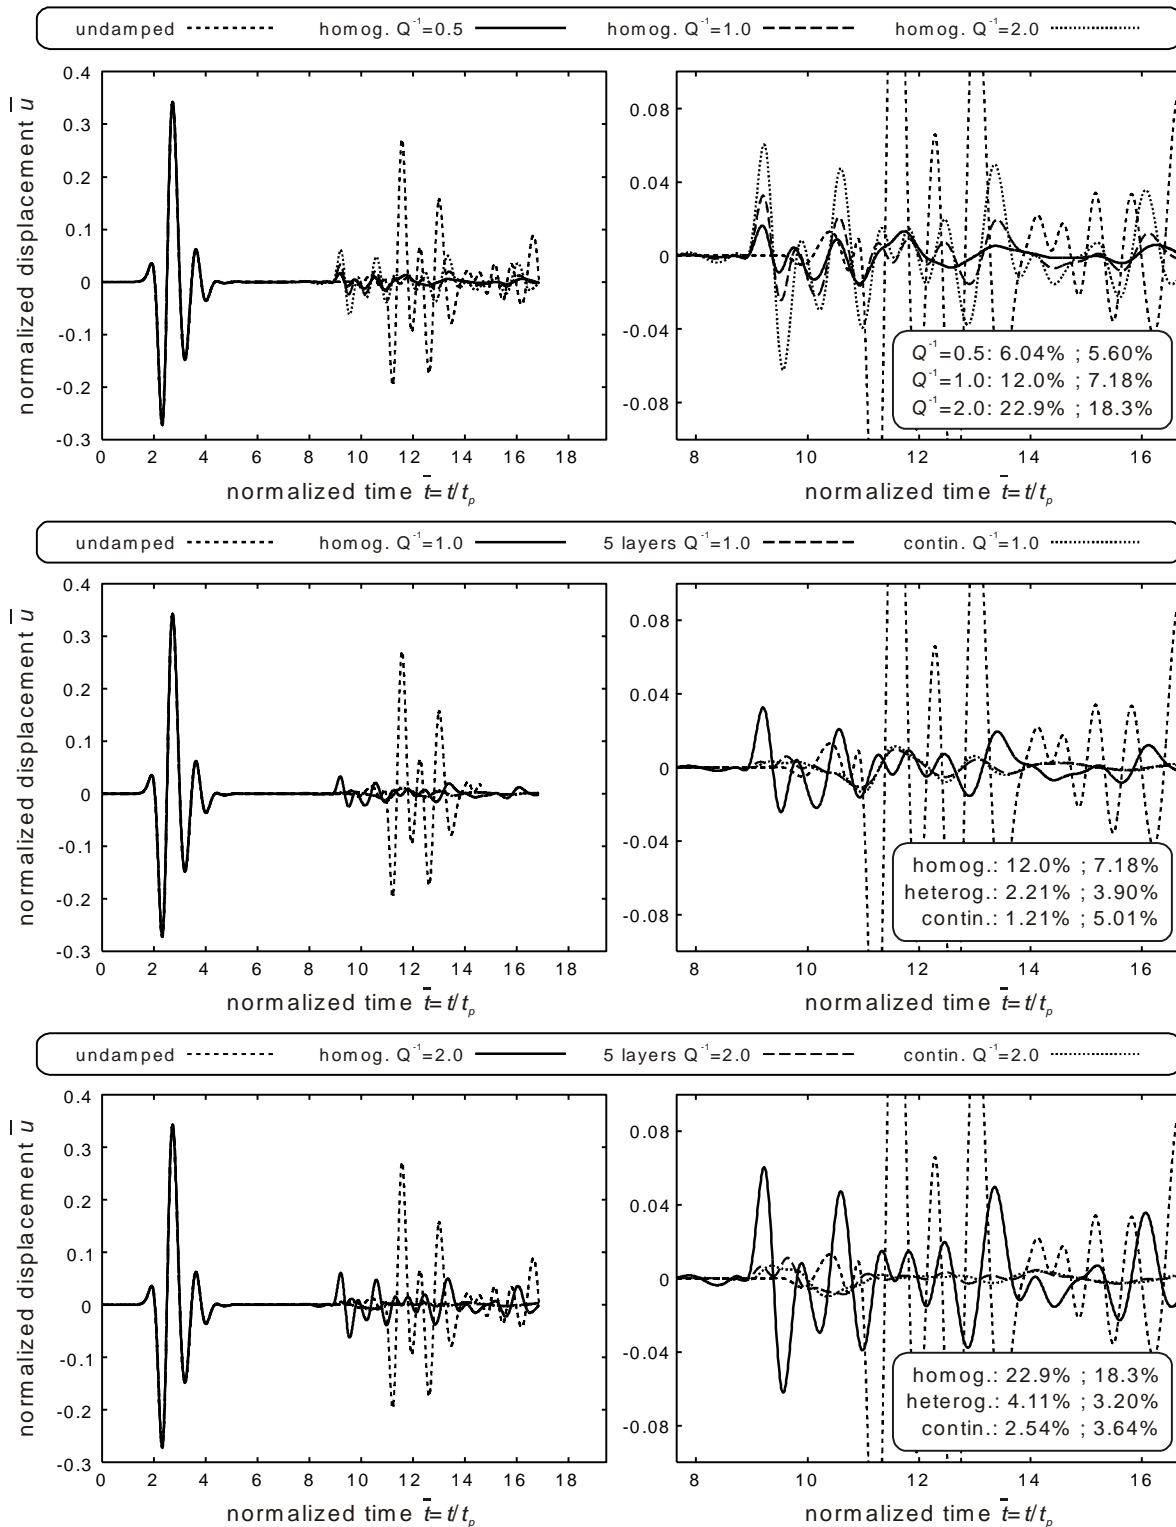 undamped homog. Q⁻¹=0.5 homog. Q⁻¹=1.0 homog. Q⁻¹=2.0
normalized displacement u̅
0.4
0.3
0.2
0.1
0
-0.1
-0.2
-0.3
0 2 4 6 8 10 12 14 16 18
normalized time t̅=t/tₚ
0.08
0.04
0
-0.04
-0.08
Q⁻¹=0.5: 6.04% ; 5.60%
Q⁻¹=1.0: 12.0% ; 7.18%
Q⁻¹=2.0: 22.9% ; 18.3%
8 10 12 14 16
normalized time t̅=t/tₚ
undamped homog. Q⁻¹=1.0 5 layers Q⁻¹=1.0 contin. Q⁻¹=1.0
normalized displacement u̅
0.4
0.3
0.2
0.1
0
-0.1
-0.2
-0.3
0 2 4 6 8 10 12 14 16 18
normalized time t̅=t/tₚ
0.08
0.04
0
-0.04
-0.08
homog.: 12.0% ; 7.18%
heterog.: 2.21% ; 3.90%
contin.: 1.21% ; 5.01%
8 10 12 14 16
normalized time t̅=t/tₚ
undamped homog. Q⁻¹=2.0 5 layers Q⁻¹=2.0 contin. Q⁻¹=2.0
normalized displacement u̅
0.4
0.3
0.2
0.1
0
-0.1
-0.2
-0.3
0 2 4 6 8 10 12 14 16 18
normalized time t̅=t/tₚ
0.08
0.04
0
-0.04
-0.08
homog.: 22.9% ; 18.3%
heterog.: 4.11% ; 3.20%
contin.: 2.54% ; 3.64%
8 10 12 14 16
normalized time t̅=t/tₚ